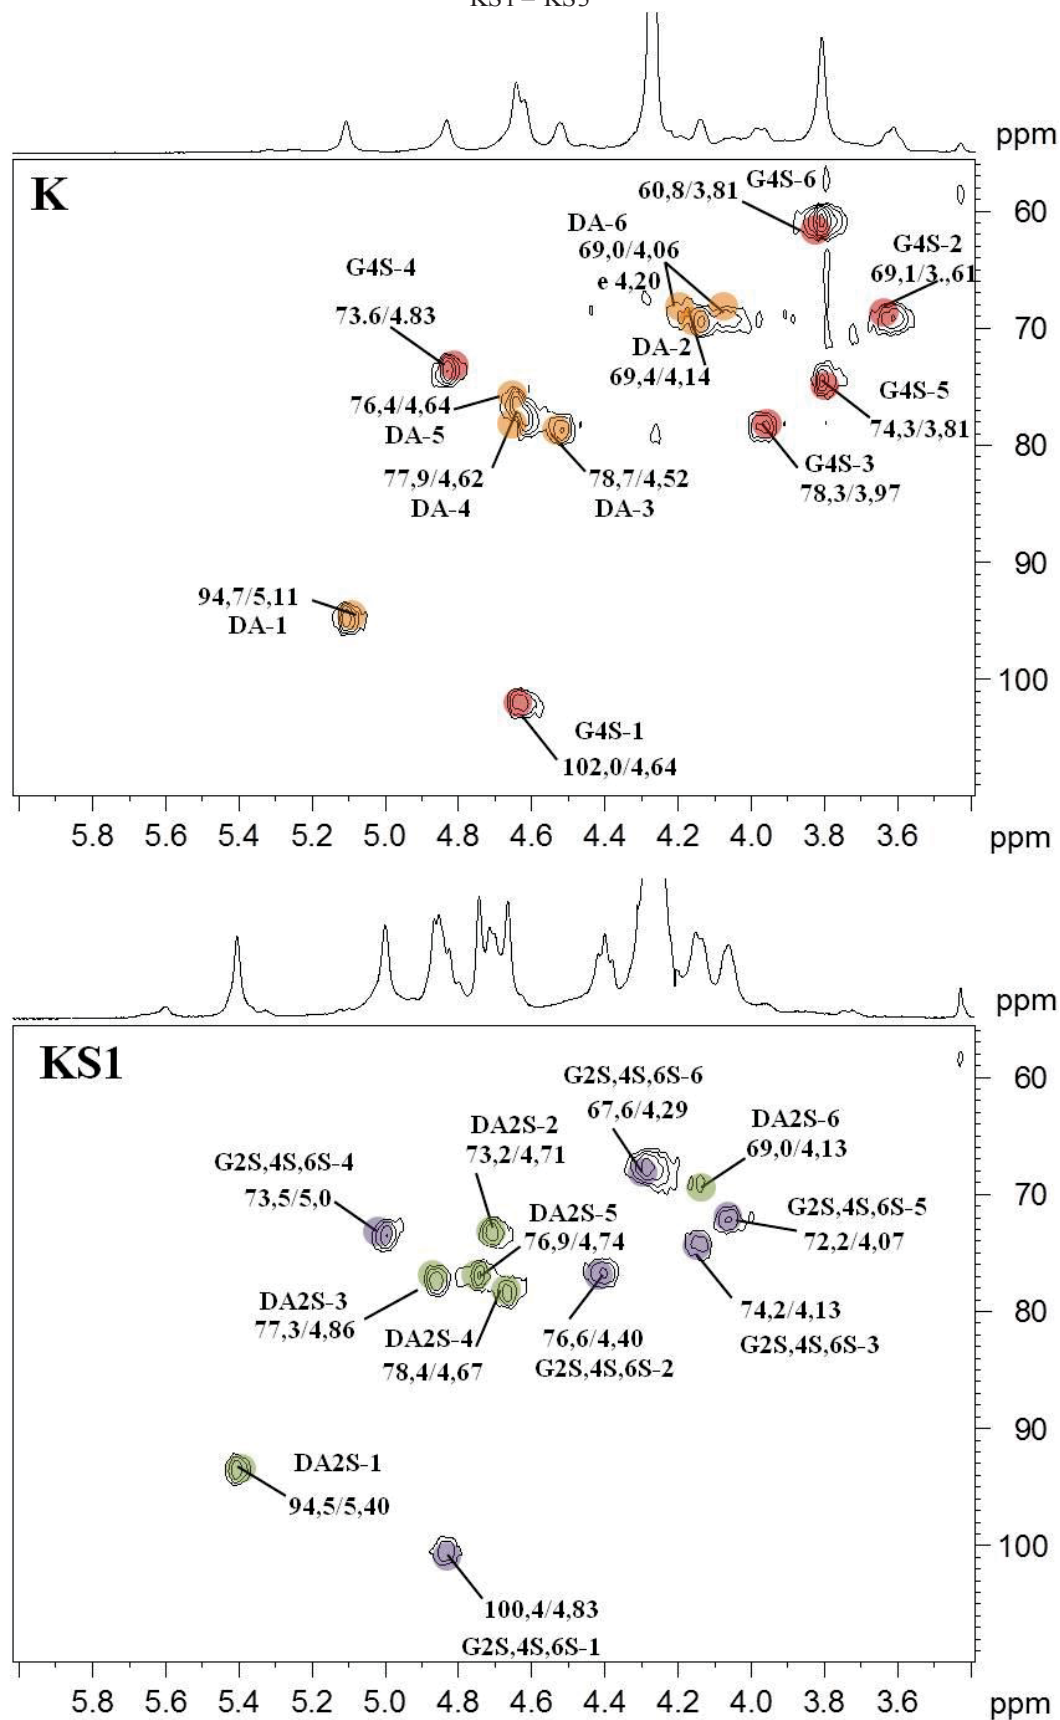 KS1 – KS3
ppm
K
G4S-6
60,8/3,81
DA-6
69,0/4,06
e 4,20
G4S-2
69,1/3.,61
G4S-4
73.6/4.83
DA-2
69,4/4,14
G4S-5
74,3/3,81
76,4/4,64
DA-5
77,9/4,62
DA-4
78,7/4,52
DA-3
G4S-3
78,3/3,97
94,7/5,11
DA-1
G4S-1
102,0/4,64
60
70
80
90
100
5.8 5.6 5.4 5.2 5.0 4.8 4.6 4.4 4.2 4.0 3.8 3.6 ppm
ppm
KS1
G2S,4S,6S-6
67,6/4,29
DA2S-2
73,2/4,71
DA2S-6
69,0/4,13
G2S,4S,6S-4
73,5/5,0
DA2S-5
76,9/4,74
G2S,4S,6S-5
72,2/4,07
DA2S-3
77,3/4,86
DA2S-4
78,4/4,67
76,6/4,40
G2S,4S,6S-2
74,2/4,13
G2S,4S,6S-3
DA2S-1
94,5/5,40
100,4/4,83
G2S,4S,6S-1
60
70
80
90
100
5.8 5.6 5.4 5.2 5.0 4.8 4.6 4.4 4.2 4.0 3.8 3.6 ppm